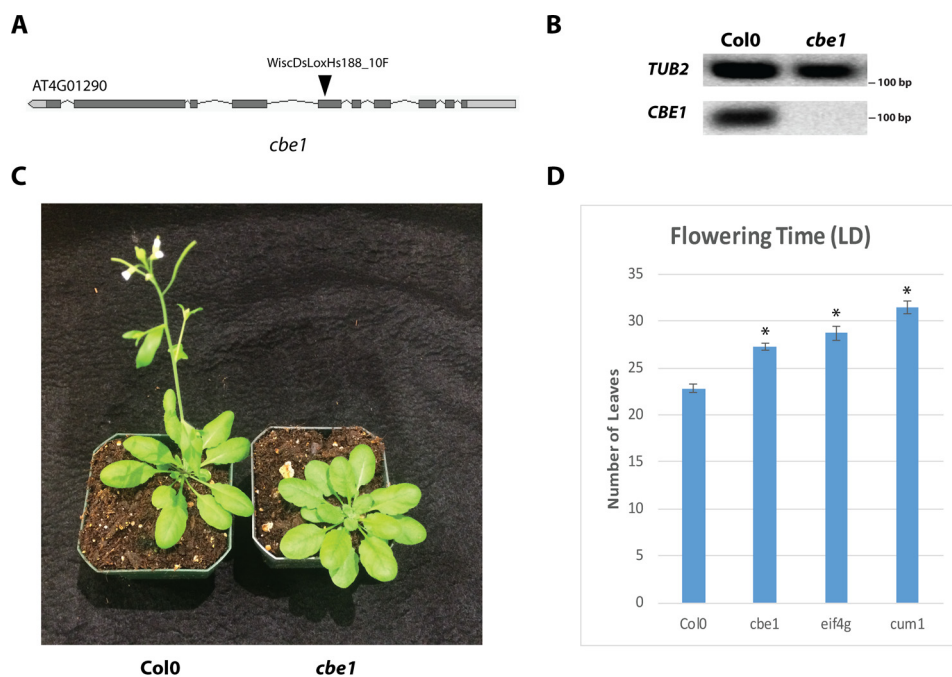 A
WiscDsLoxHs188_10F
AT4G01290
cbe1
B
Col0 cbe1
TUB2
– 100 bp
CBE1
– 100 bp
C
Col0 cbe1
D
Flowering Time (LD)
Number of Leaves
35
30
25
20
15
10
5
0
* * *
Col0 cbe1 eif4g cum1